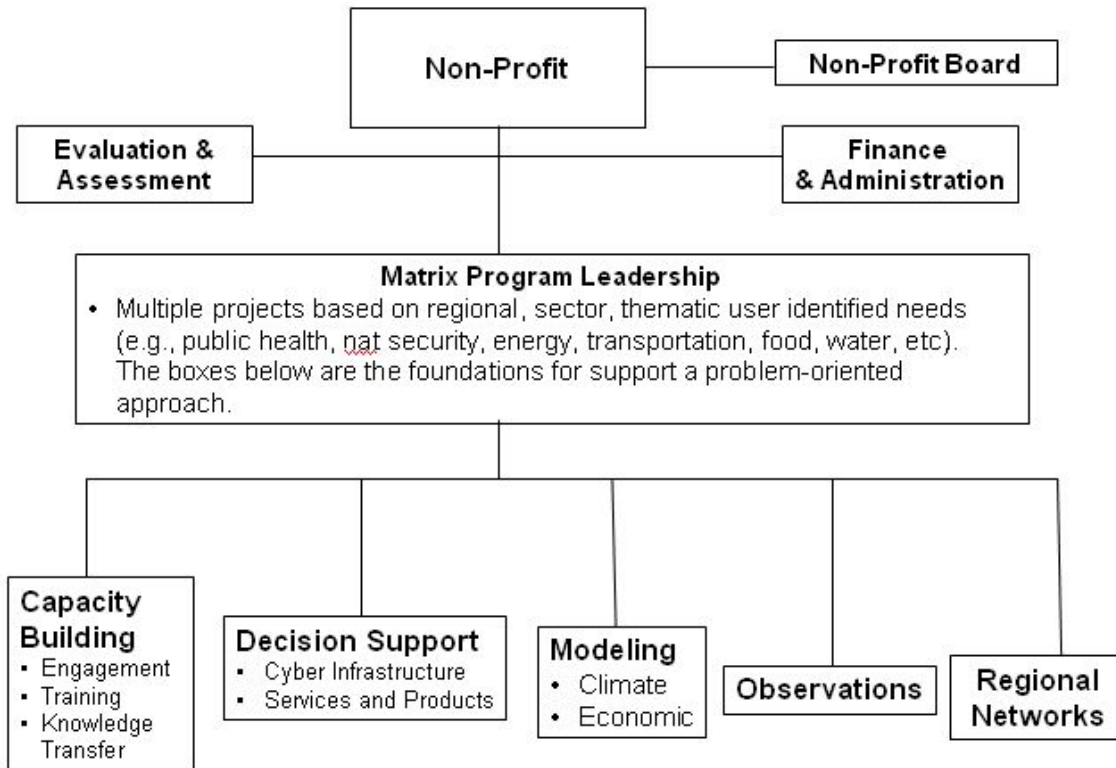 Non-Profit
Non-Profit Board
Evaluation &
Assessment
Finance
& Administration
Matrix Program Leadership
• Multiple projects based on regional, sector, thematic user identified needs
(e.g., public health, nat security, energy, transportation, food, water, etc).
The boxes below are the foundations for support a problem-oriented
approach.
Capacity
Building
▪ Engagement
▪ Training
▪ Knowledge
Transfer
Decision Support
▪ Cyber Infrastructure
▪ Services and Products
Modeling
• Climate
• Economic
Observations
Regional
Networks